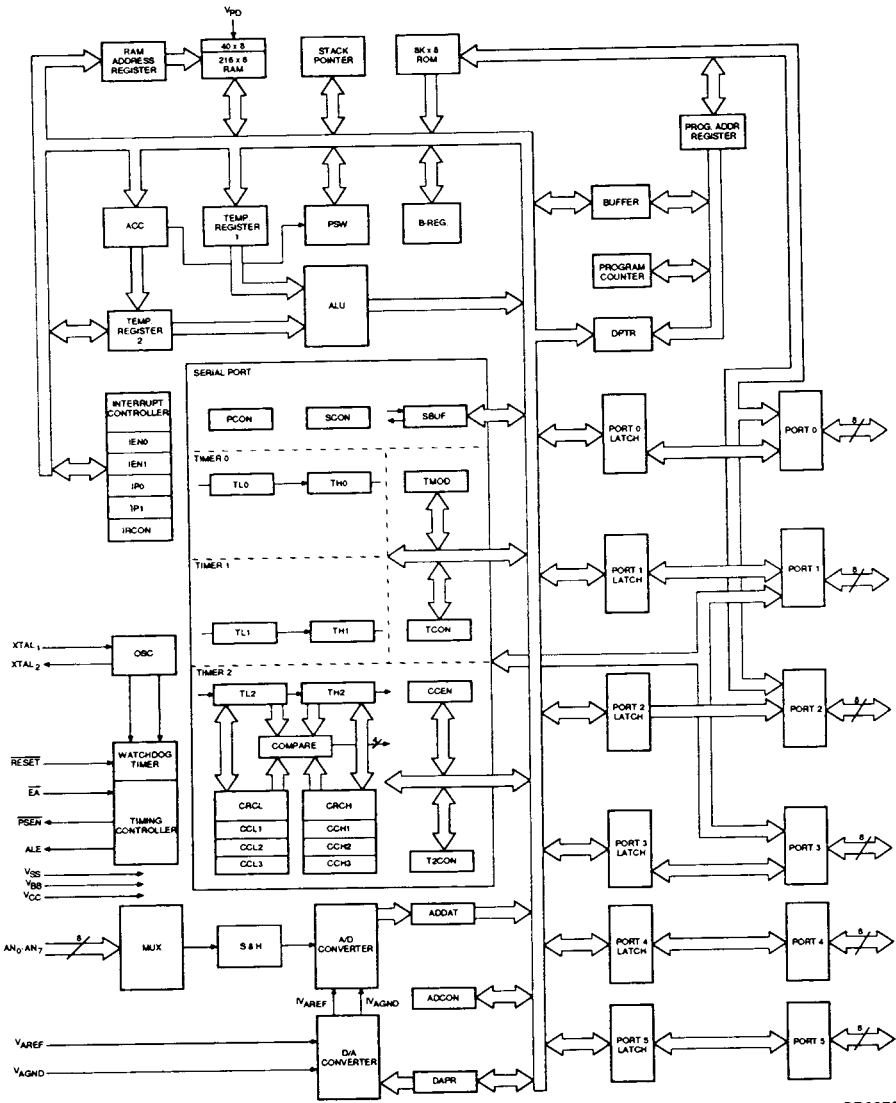 VPD
RAM
ADDRESS
REGISTER
40 x 8
216 x 8
RAM
STACK
POINTER
8K x 8
ROM
PROG. ADDR
REGISTER
ACC
TEMP.
REGISTER
1
PSW
B-REG.
BUFFER
PROGRAM
COUNTER
ALU
TEMP.
REGISTER
2
DPTR
SERIAL PORT
INTERRUPT
CONTROLLER
IEN0
IEN1
IP0
IP1
IRCON
PCON
SCON
SBUF
PORT 0
LATCH
PORT 0
8
TIMER 0
TL0
TH0
TMOD
TIMER 1
TL1
TH1
TCON
PORT 1
LATCH
PORT 1
8
XTAL1
XTAL2
OSC
TIMER 2
TL2
TH2
CCEN
COMPARE
4
PORT 2
LATCH
PORT 2
8
RESET
EA
PSEN
ALE
WATCHDOG
TIMER
TIMING
CONTROLLER
CRCL
CCL1
CCL2
CCL3
CRCH
CCH1
CCH2
CCH3
T2CON
PORT 3
LATCH
PORT 3
8
VSS
VBB
VCC
AN0-AN7
8
MUX
S & H
A/D
CONVERTER
ADDAT
PORT 4
LATCH
PORT 4
8
IVAREF
IVAGND
ADCON
VAREF
VAGND
D/A
CONVERTER
DAPR
PORT 5
LATCH
PORT 5
8